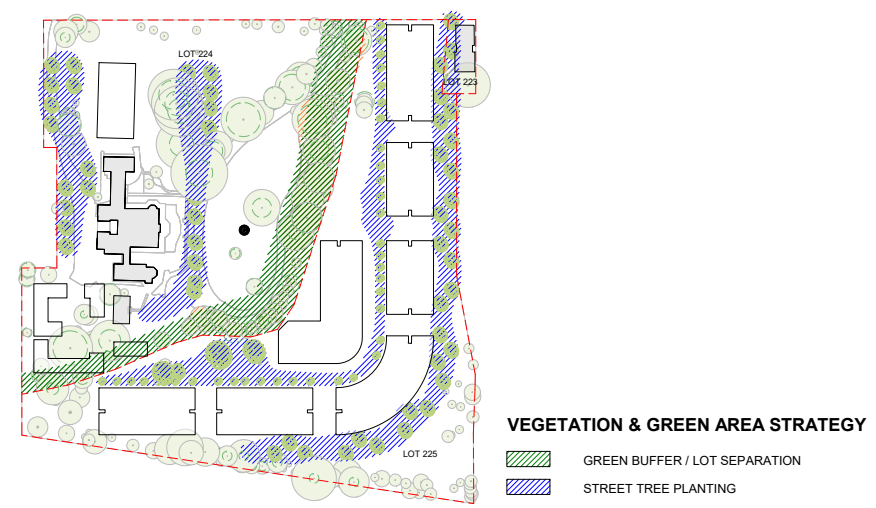 LOT 224
LOT 223
LOT 225
VEGETATION & GREEN AREA STRATEGY
GREEN BUFFER / LOT SEPARATION
STREET TREE PLANTING